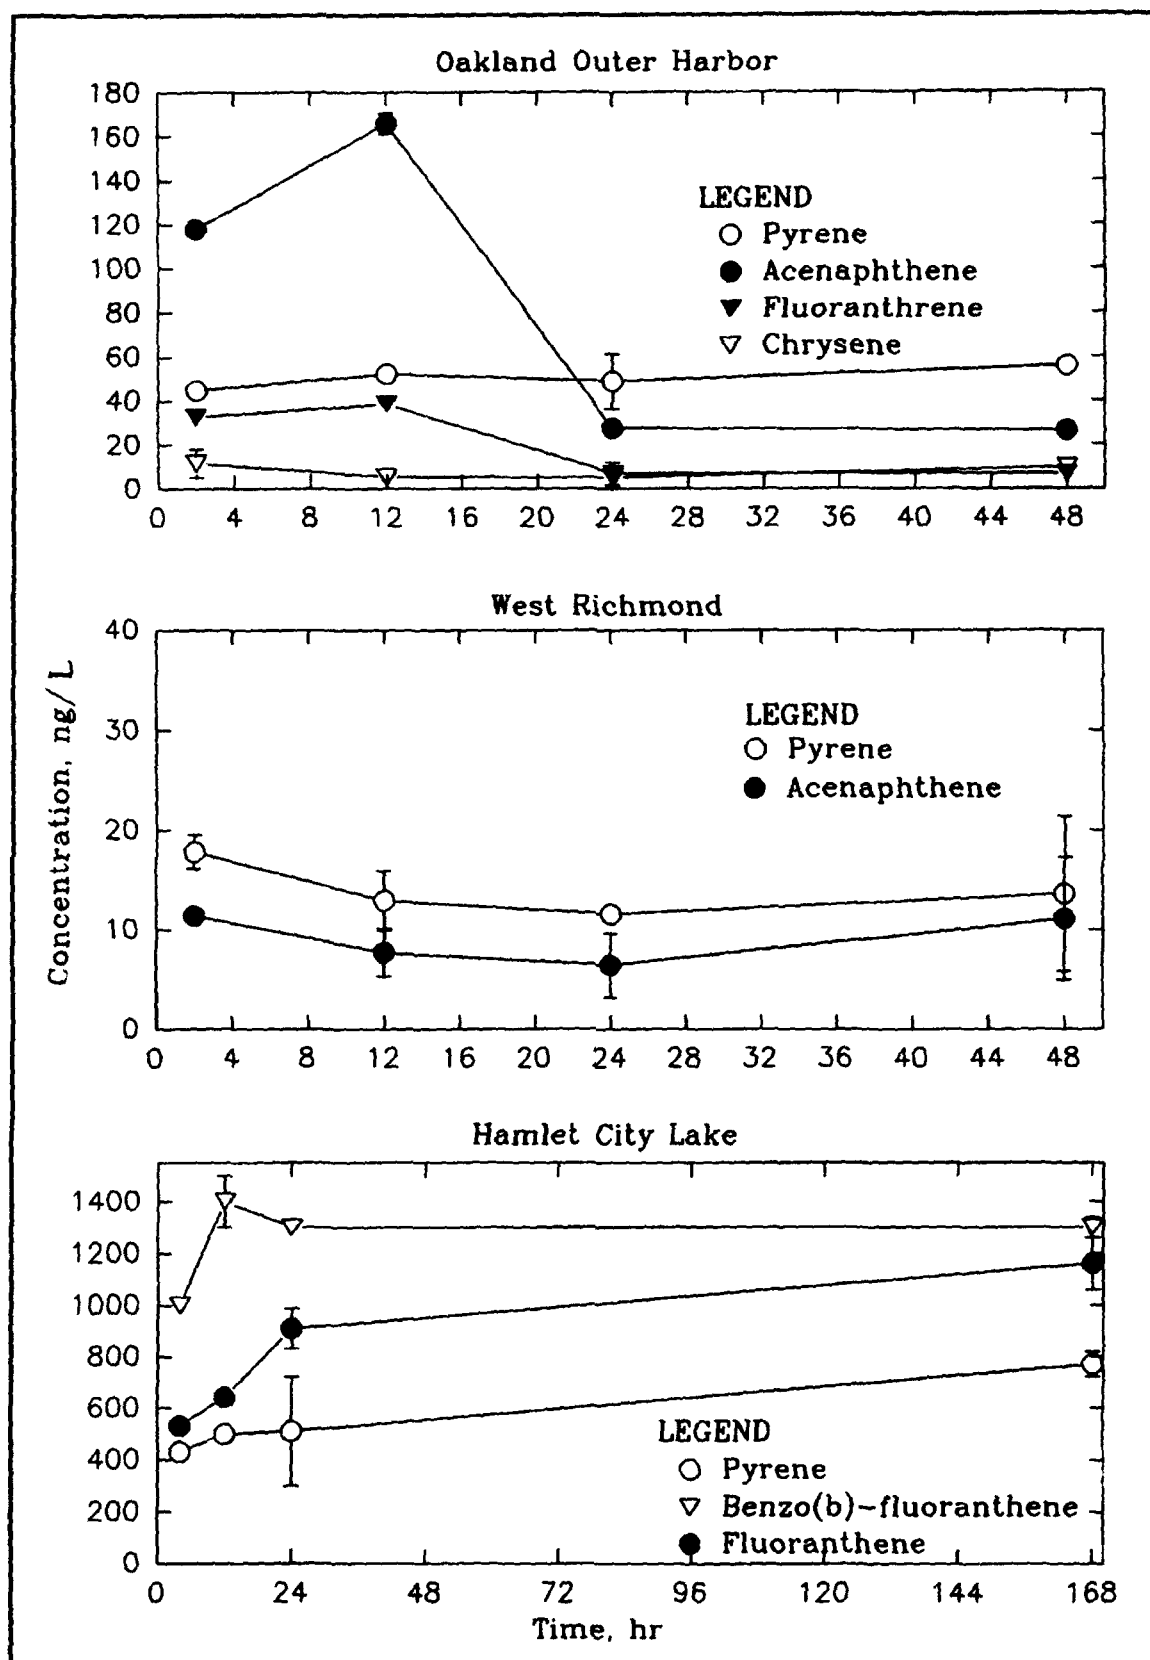 Oakland Outer Harbor
180
160
140
120
100
80
60
40
20
0
LEGEND
Pyrene
Acenaphthene
Fluoranthrene
Chrysene
0 4 8 12 16 20 24 28 32 36 40 44 48
West Richmond
40
30
20
10
0
LEGEND
Pyrene
Acenaphthene
0 4 8 12 16 20 24 28 32 36 40 44 48
Concentration, ng/L
Hamlet City Lake
1400
1200
1000
800
600
400
200
0
LEGEND
Pyrene
Benzo(b)-fluoranthene
Fluoranthene
0 24 48 72 96 120 144 168
Time, hr